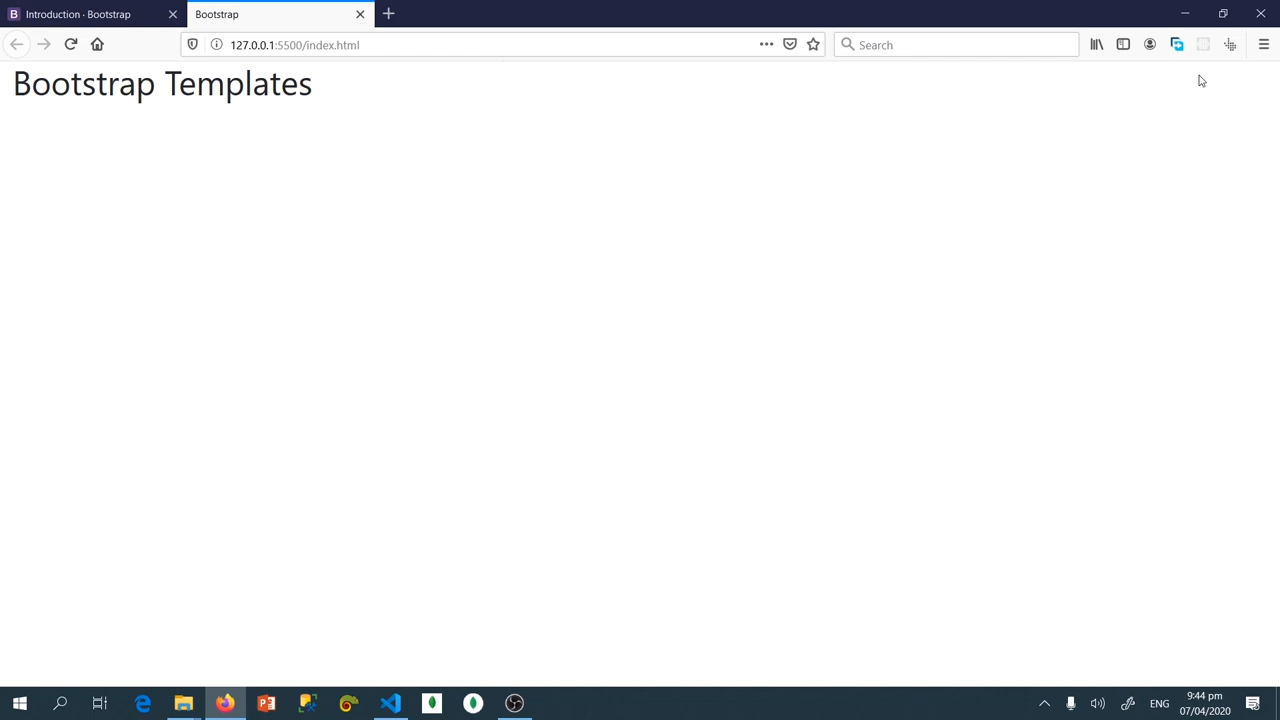 Introduction · Bootstrap
Bootstrap
127.0.0.1:5500/index.html
Search
Bootstrap Templates
ENG
9:44 pm
07/04/2020